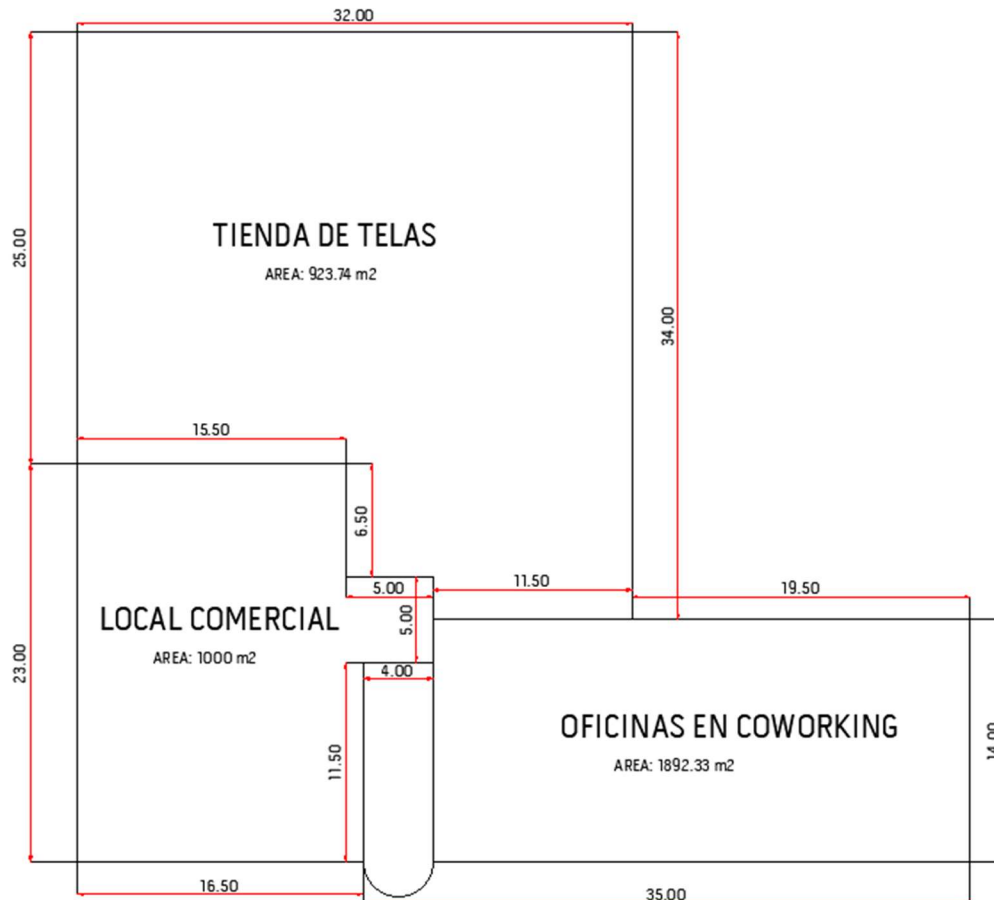 32.00
25.00
TIENDA DE TELAS
AREA: 923.74 m2
34.00
15.50
6.50
5.00
11.50
19.50
LOCAL COMERCIAL
AREA: 1000 m2
5.00
23.00
4.00
OFICINAS EN COWORKING
AREA: 1892.33 m2
14.00
11.50
16.50
35.00